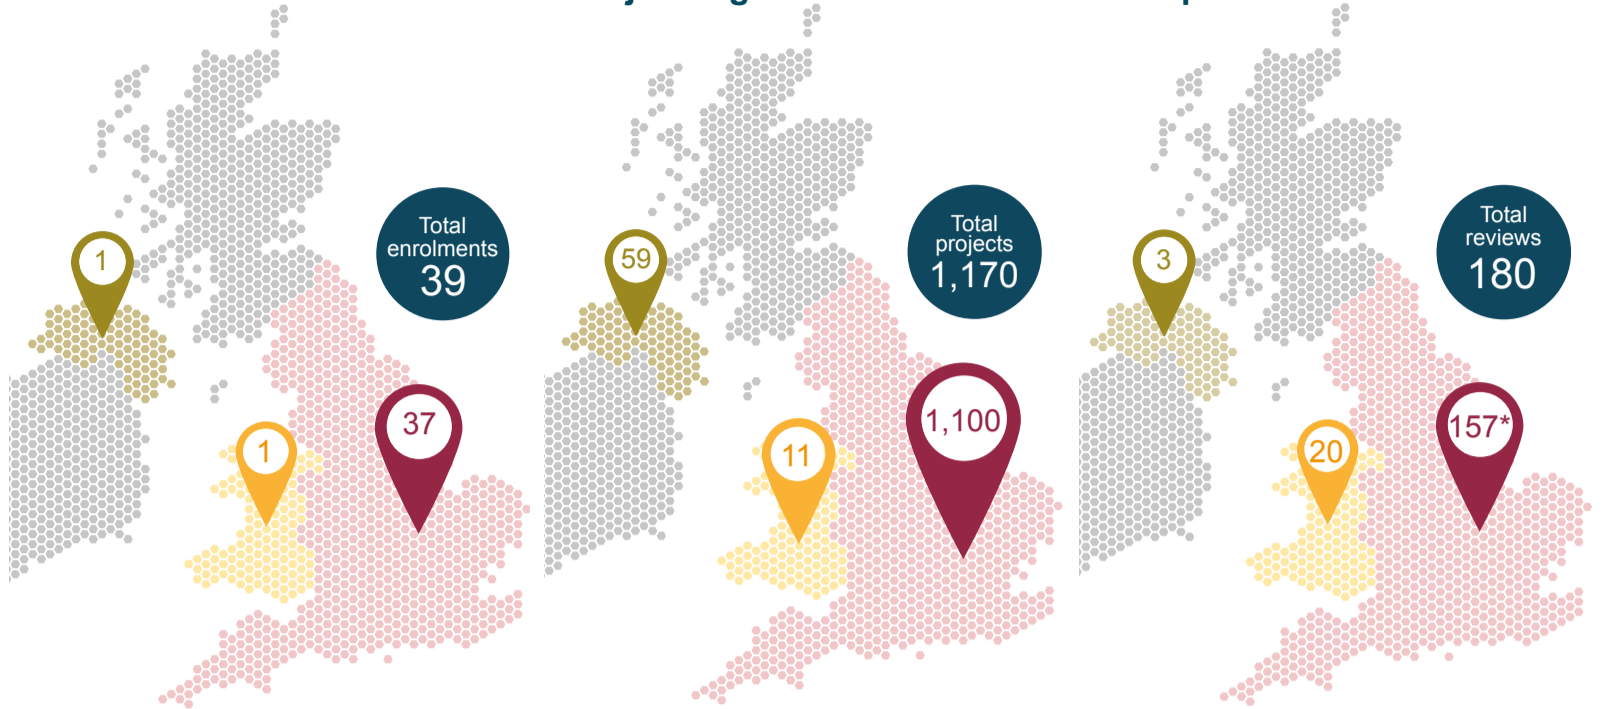 Total
enrolments
39
1
1
37
Total
projects
1,170
59
11
1,100
Total
reviews
180
3
20
157*